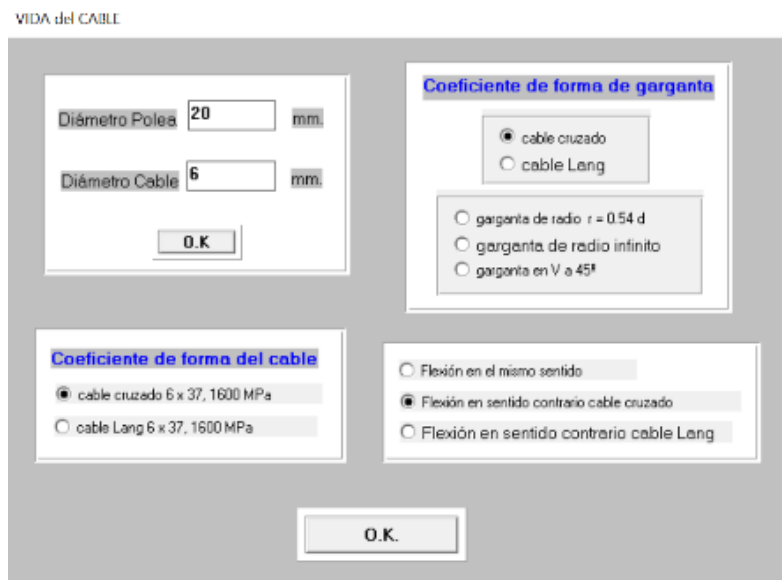 VIDA del CABLE
Diámetro Polea 20 mm.
Diámetro Cable 6 mm.
O.K
Coeficiente de forma de garganta
cable cruzado
cable Lang
garganta de radio r = 0.54 d
garganta de radio infinito
garganta en V a 45º
Coeficiente de forma del cable
cable cruzado 6 x 37, 1600 MPa
cable Lang 6 x 37, 1600 MPa
Flexión en el mismo sentido
Flexión en sentido contrario cable cruzado
Flexión en sentido contrario cable Lang
O.K.